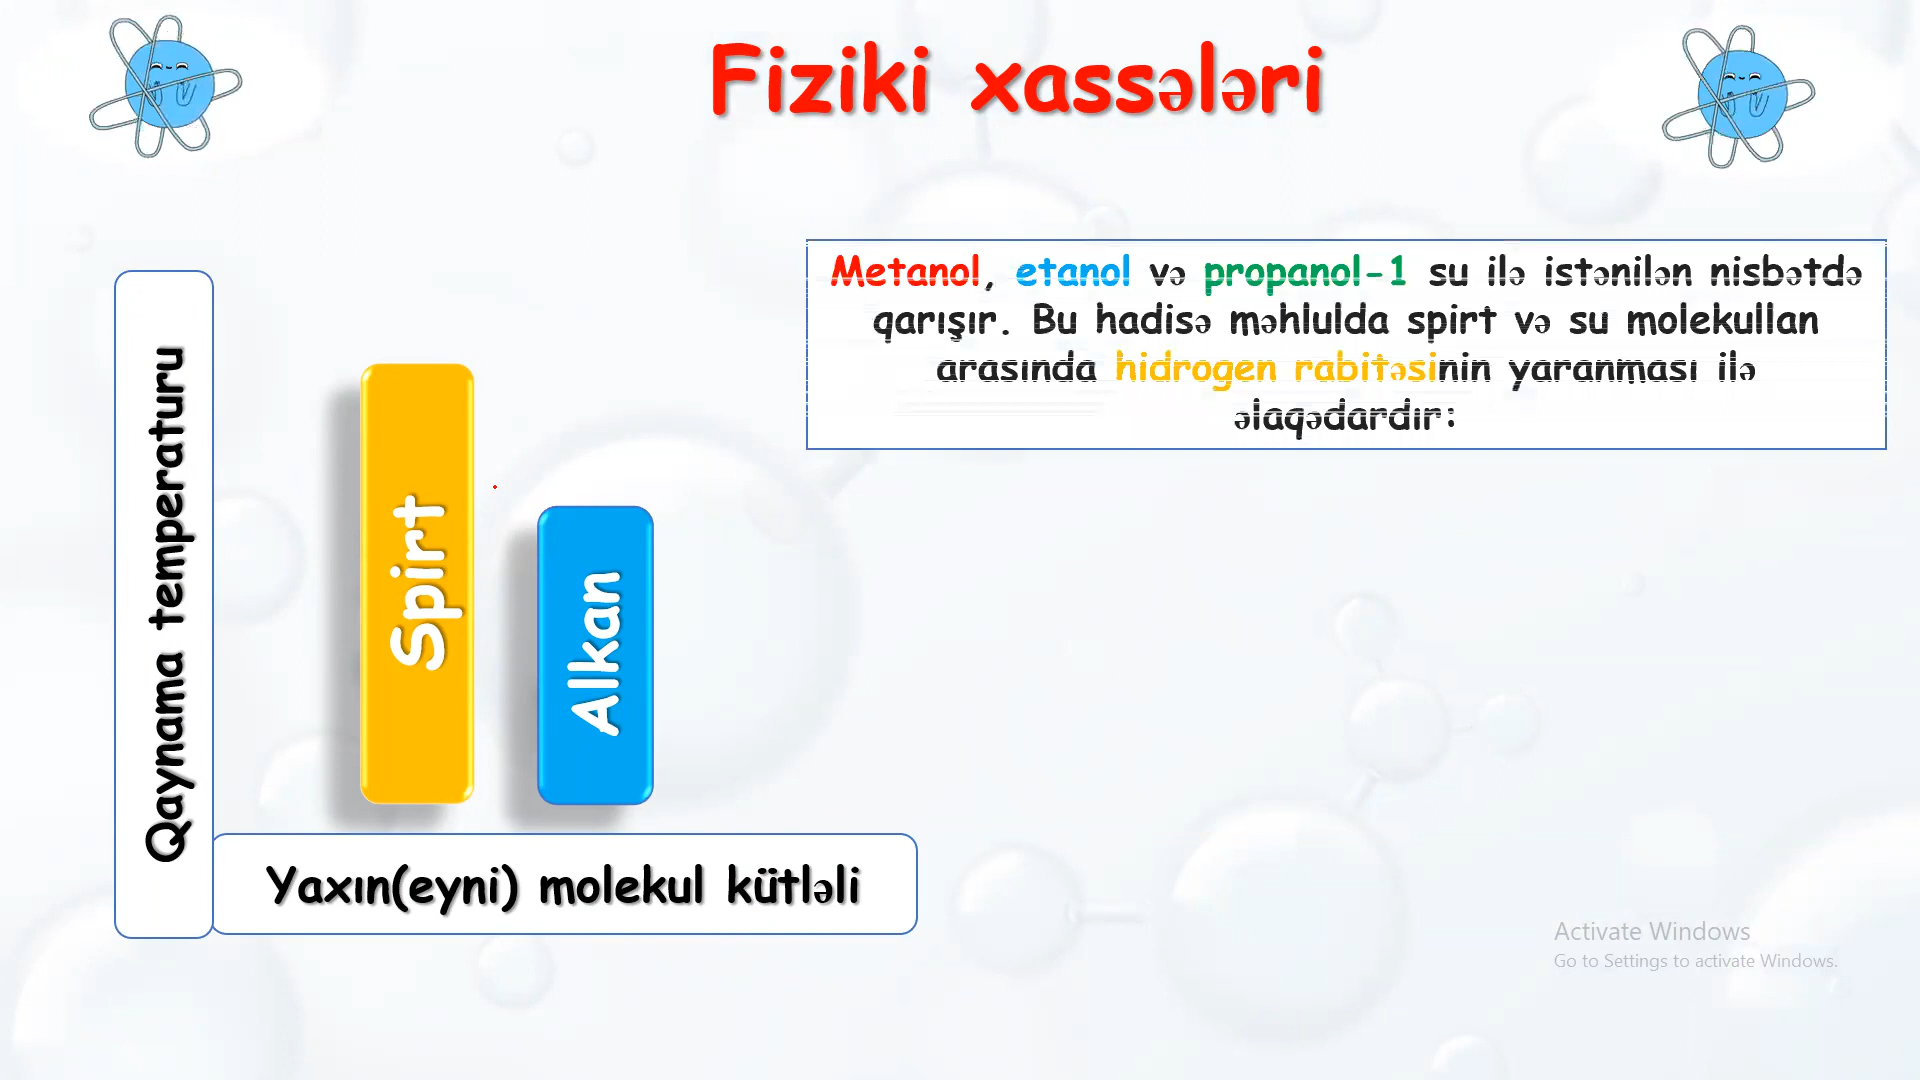 Fiziki xassələri
Metanol, etanol və propanol-1 su ilə istənilən nisbətdə
qarışır. Bu hadisə məhlulda spirt və su molekullan
arasında hidrogen rabitəsinin yaranması ilə
əlaqədardır:
Qaynama temperaturu
Spirt
Alkan
Yaxın(eyni) molekul kütləli
Activate Windows
Go to Settings to activate Windows.